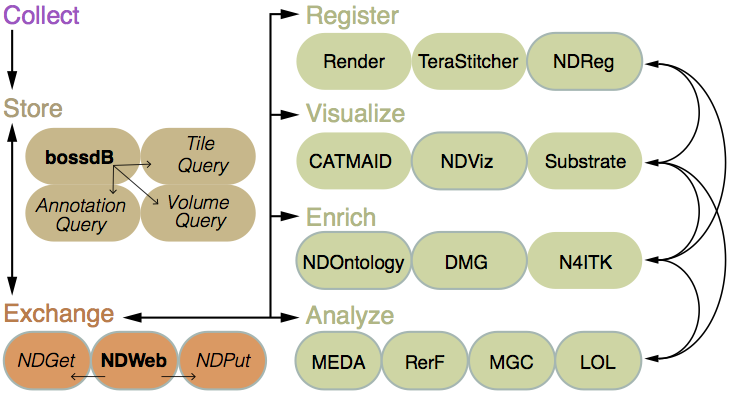 Collect
Store
bossdB
Tile
Query
Annotation
Query
Volume
Query
Exchange
NDGet
NDWeb
NDPut
Register
Render
TeraStitcher
NDReg
Visualize
CATMAID
NDViz
Substrate
Enrich
NDOntology
DMG
N4ITK
Analyze
MEDA
RerF
MGC
LOL